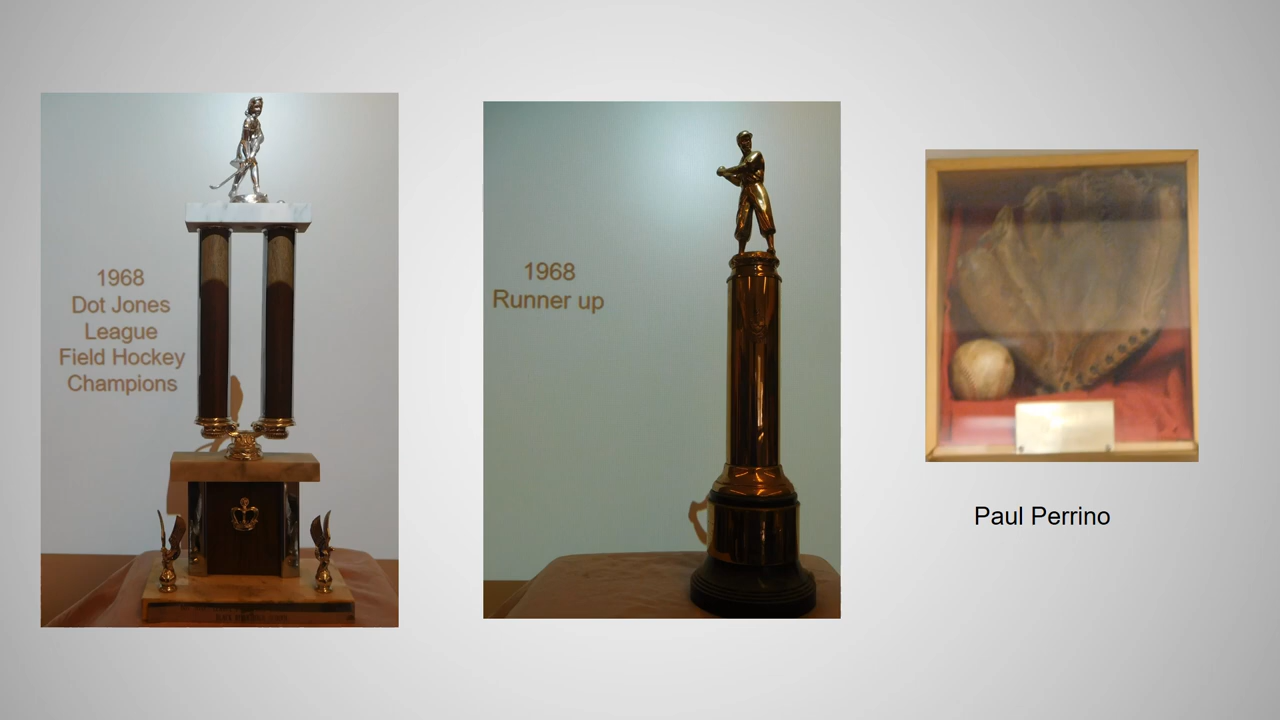 1968
Dot Jones
League
Field Hockey
Champions
1968
Runner up
Paul Perrino